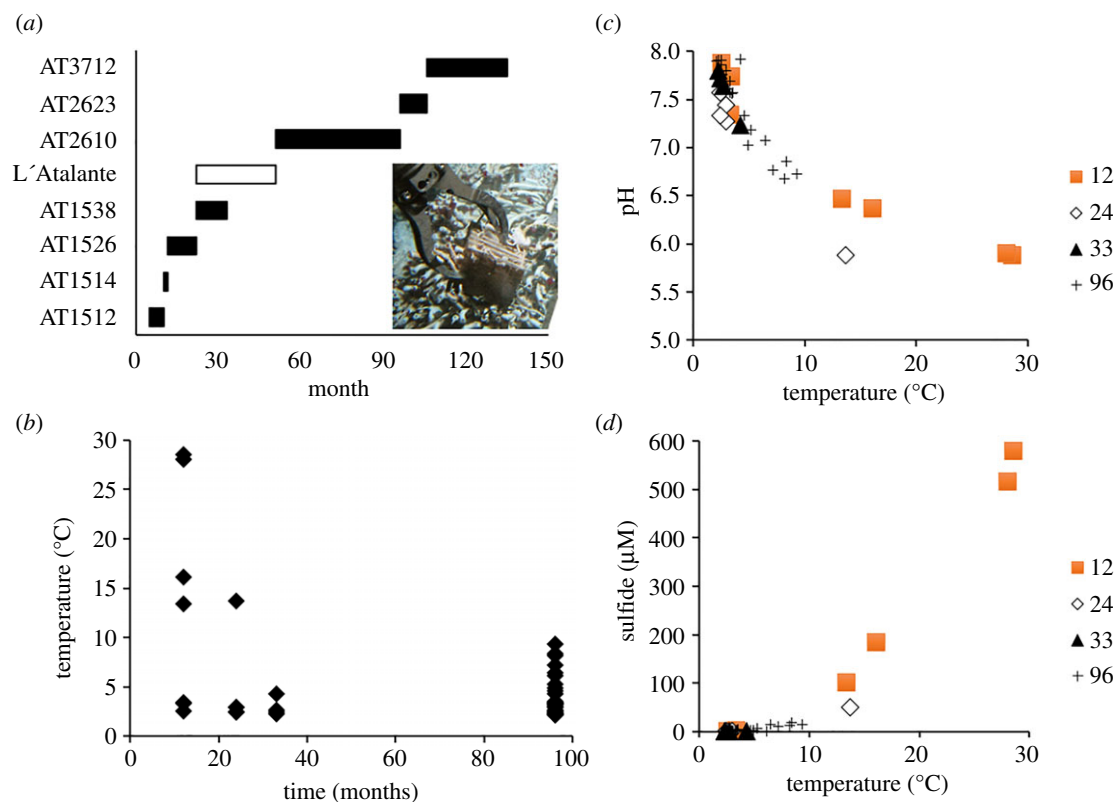 (a)
AT3712
AT2623
AT2610
L´Atalante
AT1538
AT1526
AT1514
AT1512
0 30 60 90 120 150
month
(b)
30
25
20
15
10
5
0
temperature (°C)
0 20 40 60 80 100
time (months)
(c)
8.0
7.5
7.0
6.5
6.0
5.5
5.0
pH
0 10 20 30
temperature (°C)
12
24
33
96
(d)
600
500
400
300
200
100
0
sulfide (µM)
0 10 20 30
temperature (°C)
12
24
33
96